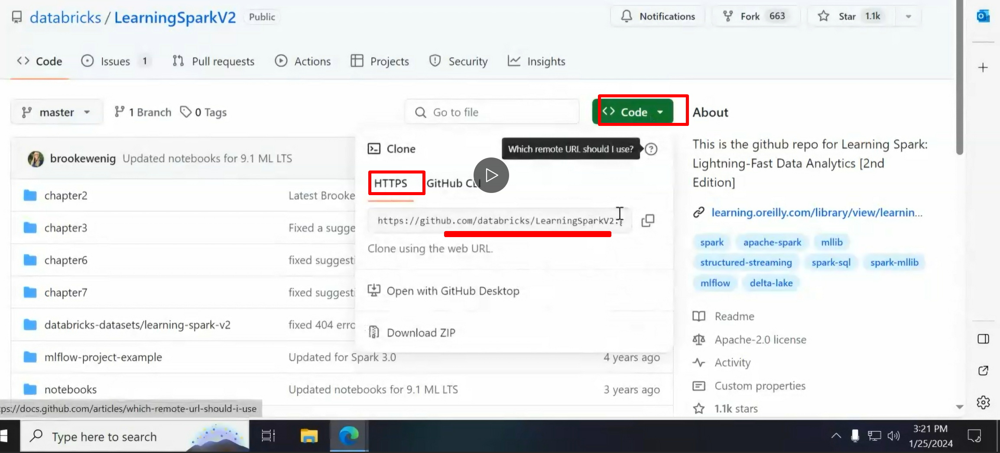 databricks / LearningSparkV2 Public
Notifications Fork 663 Star 1.1k
Code Issues 1 Pull requests Actions Projects Security Insights
master 1 Branch 0 Tags Go to file Code
brookewenig Updated notebooks for 9.1 ML LTS
chapter2 Latest Brooke
chapter3 Fixed a sugge
chapter6 fixed suggesti
chapter7 fixed suggesti
databricks-datasets/learning-spark-v2 fixed 404 erro
mlflow-project-example Updated for Spark 3.0 4 years ago
notebooks Updated notebooks for 9.1 ML LTS 3 years ago
Clone Which remote URL should I use?
HTTPS GitHub CLI
https://github.com/databricks/LearningSparkV2.
Clone using the web URL.
Open with GitHub Desktop
Download ZIP
About
This is the github repo for Learning Spark:
Lightning-Fast Data Analytics [2nd
Edition]
learning.oreilly.com/library/view/learnin...
spark apache-spark mllib
structured-streaming spark-sql spark-mllib
mlflow delta-lake
Readme
Apache-2.0 license
Activity
Custom properties
1.1k stars
ps://docs.github.com/articles/which-remote-url-should-i-use
Type here to search
3:21 PM
1/25/2024